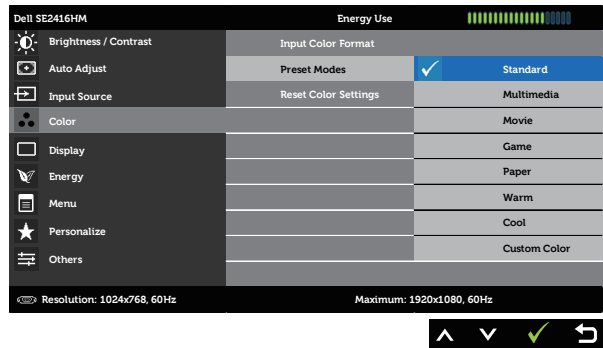 Dell SE2416HM Energy Use
Brightness / Contrast
Auto Adjust
Input Source
Color
Display
Energy
Menu
Personalize
Others
Input Color Format
Preset Modes
Reset Color Settings
Standard
Multimedia
Movie
Game
Paper
Warm
Cool
Custom Color
Resolution: 1024x768, 60Hz Maximum: 1920x1080, 60Hz